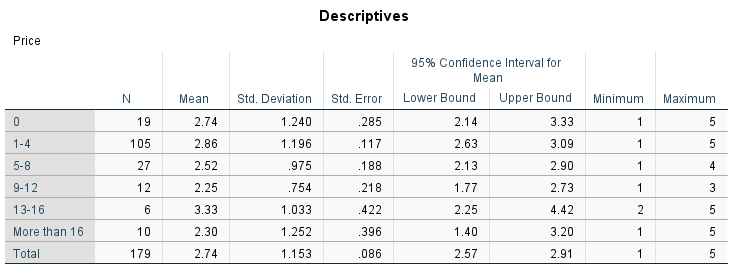 Descriptives
Price
95% Confidence Interval for
Mean
N Mean Std. Deviation Std. Error Lower Bound Upper Bound Minimum Maximum
0 19 2.74 1.240 .285 2.14 3.33 1 5
1-4 105 2.86 1.196 .117 2.63 3.09 1 5
5-8 27 2.52 .975 .188 2.13 2.90 1 4
9-12 12 2.25 .754 .218 1.77 2.73 1 3
13-16 6 3.33 1.033 .422 2.25 4.42 2 5
More than 16 10 2.30 1.252 .396 1.40 3.20 1 5
Total 179 2.74 1.153 .086 2.57 2.91 1 5